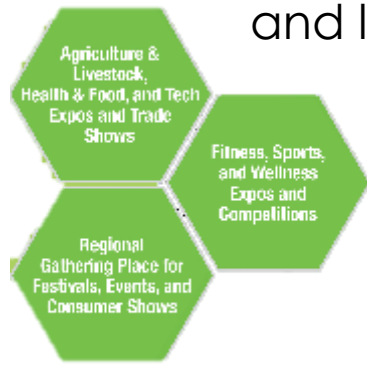 and l
Agriculture &
Livestock,
Health & Food, and Tech
Expos and Trade
Shows
Fitness, Sports,
and Wellness
Expos and
Competitions
Regional
Gathering Place for
Festivals, Events, and
Consumer Shows